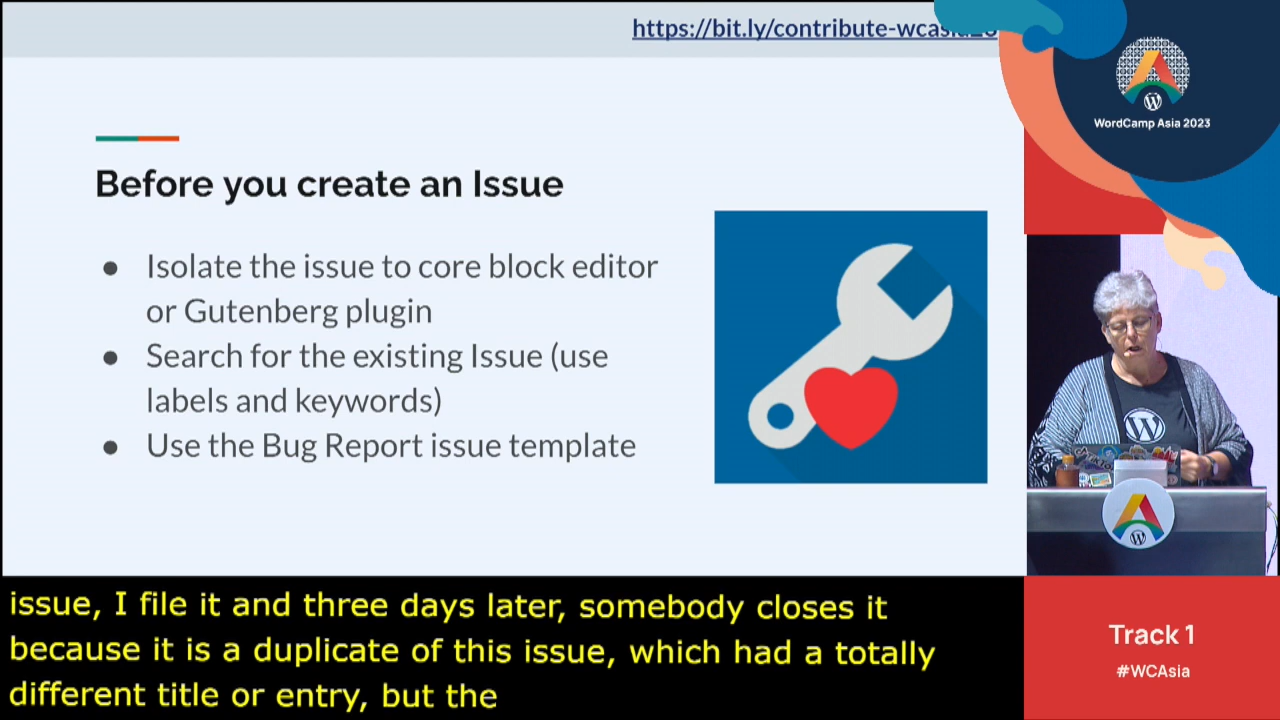 https://bit.ly/contribute-wcasia
WordCamp Asia 2023
Before you create an Issue
● Isolate the issue to core block editor
or Gutenberg plugin
● Search for the existing Issue (use
labels and keywords)
● Use the Bug Report issue template
issue, I file it and three days later, somebody closes it
because it is a duplicate of this issue, which had a totally
different title or entry, but the
Track 1
#WCAsia